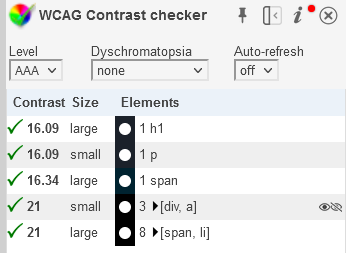 WCAG Contrast checker
Level Dyschromatopsia Auto-refresh
AAA none off
Contrast Size Elements
16.09 large 1 h1
16.09 small 1 p
16.34 large 1 span
21 small 3 [div, a]
21 large 8 [span, li]